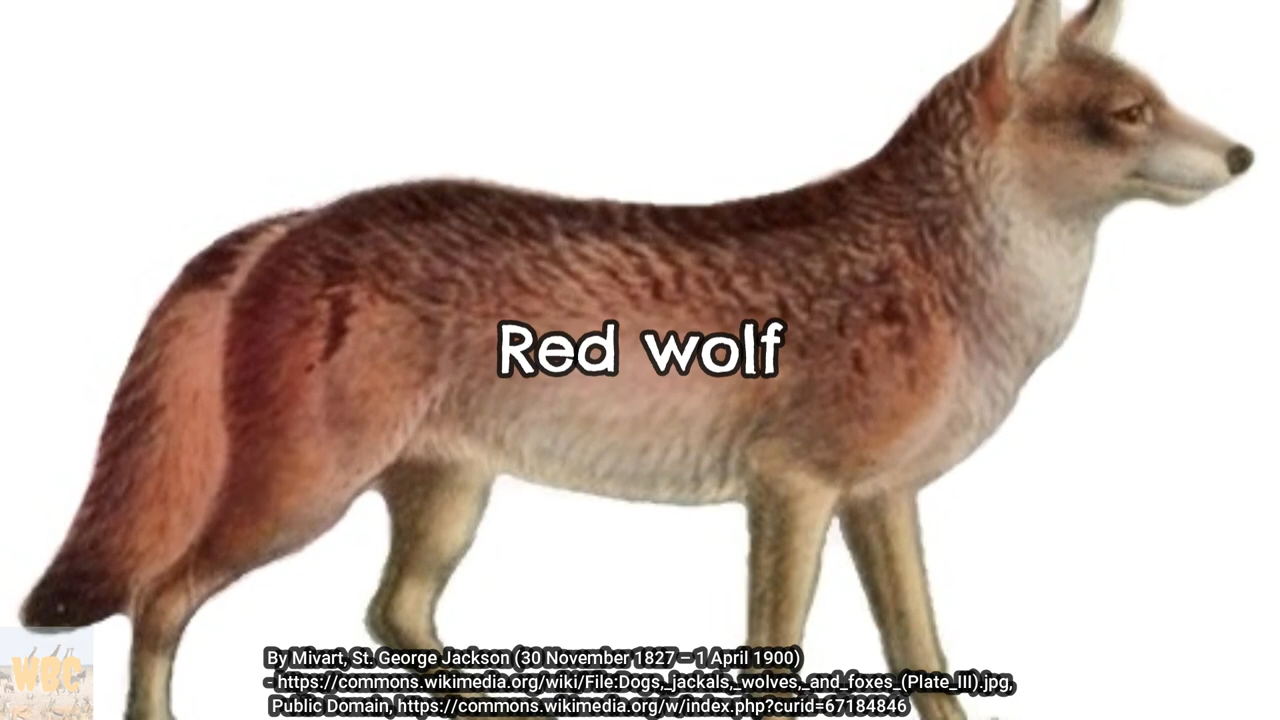 Red wolf
By Mivart, St. George Jackson (30 November 1827 – 1 April 1900)
- https://commons.wikimedia.org/wiki/File:Dogs,_jackals,_wolves,_and_foxes_(Plate_III).jpg,
Public Domain, https://commons.wikimedia.org/w/index.php?curid=67184846
WBC